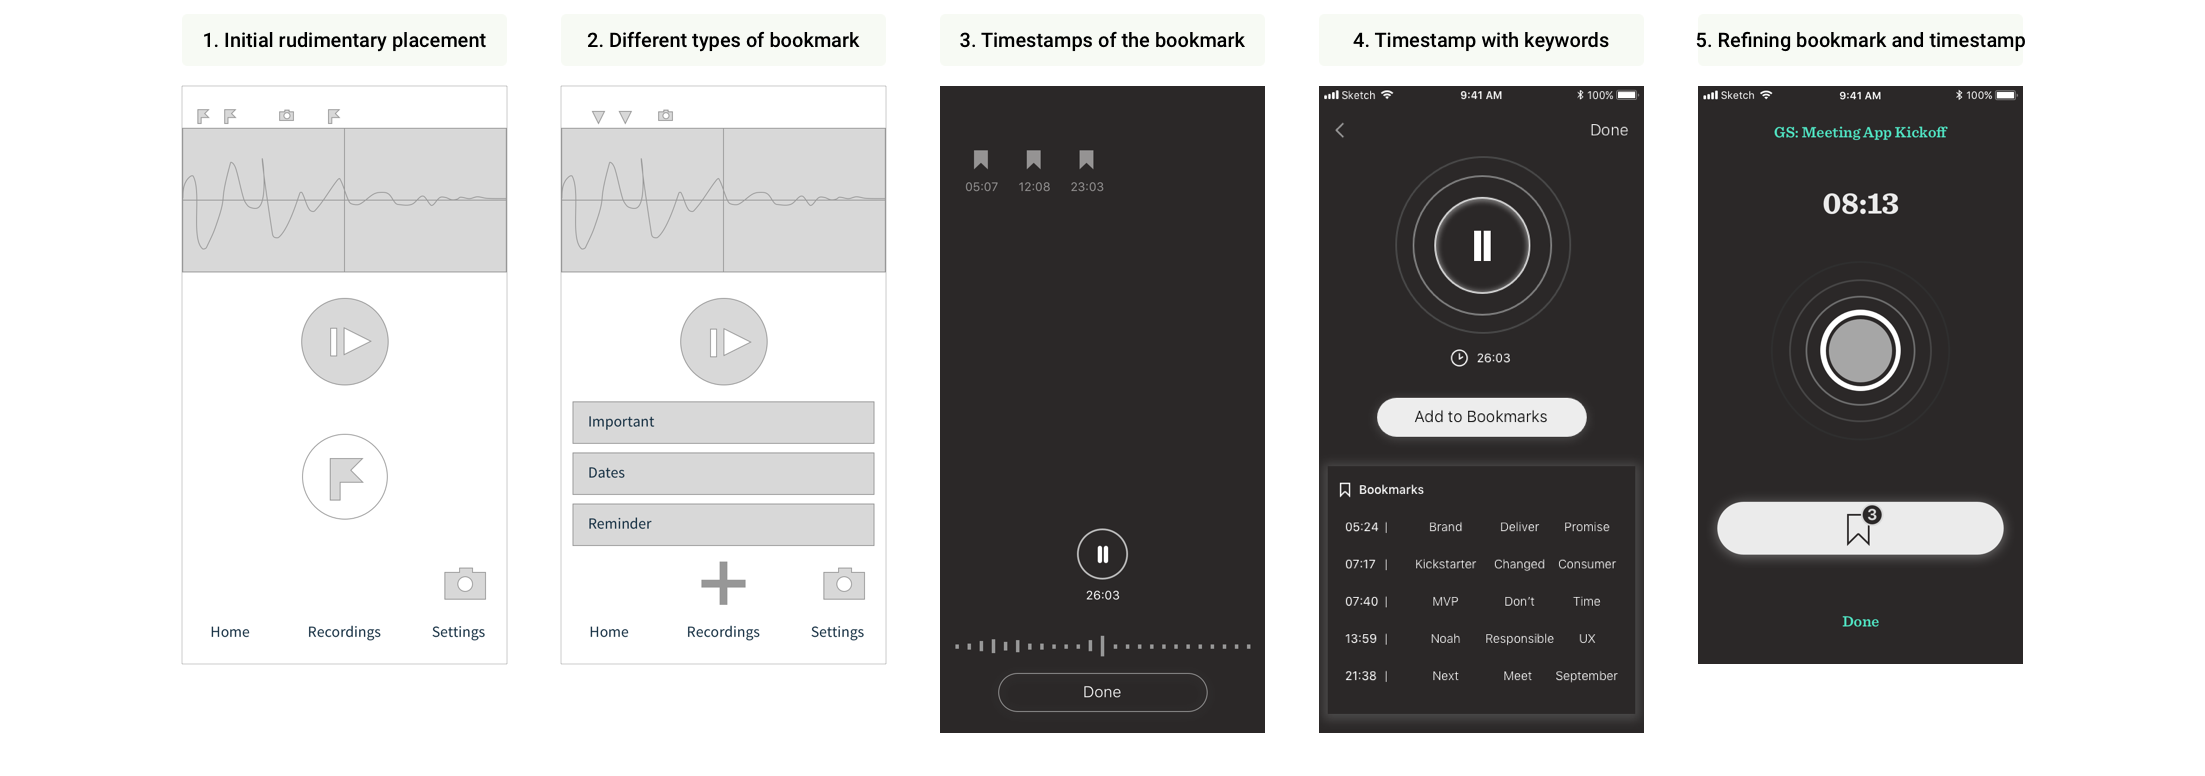 1. Initial rudimentary placement
Home Recordings Settings
2. Different types of bookmark
Important
Dates
Reminder
Home Recordings Settings
3. Timestamps of the bookmark
05:07 12:08 23:03
26:03
Done
4. Timestamp with keywords
Sketch 9:41 AM 100%
Done
26:03
Add to Bookmarks
Bookmarks
05:24 | Brand Deliver Promise
07:17 | Kickstarter Changed Consumer
07:40 | MVP Don't Time
13:59 | Noah Responsible UX
21:38 | Next Meet September
5. Refining bookmark and timestamp
Sketch 9:41 AM 100%
GS: Meeting App Kickoff
08:13
3
Done